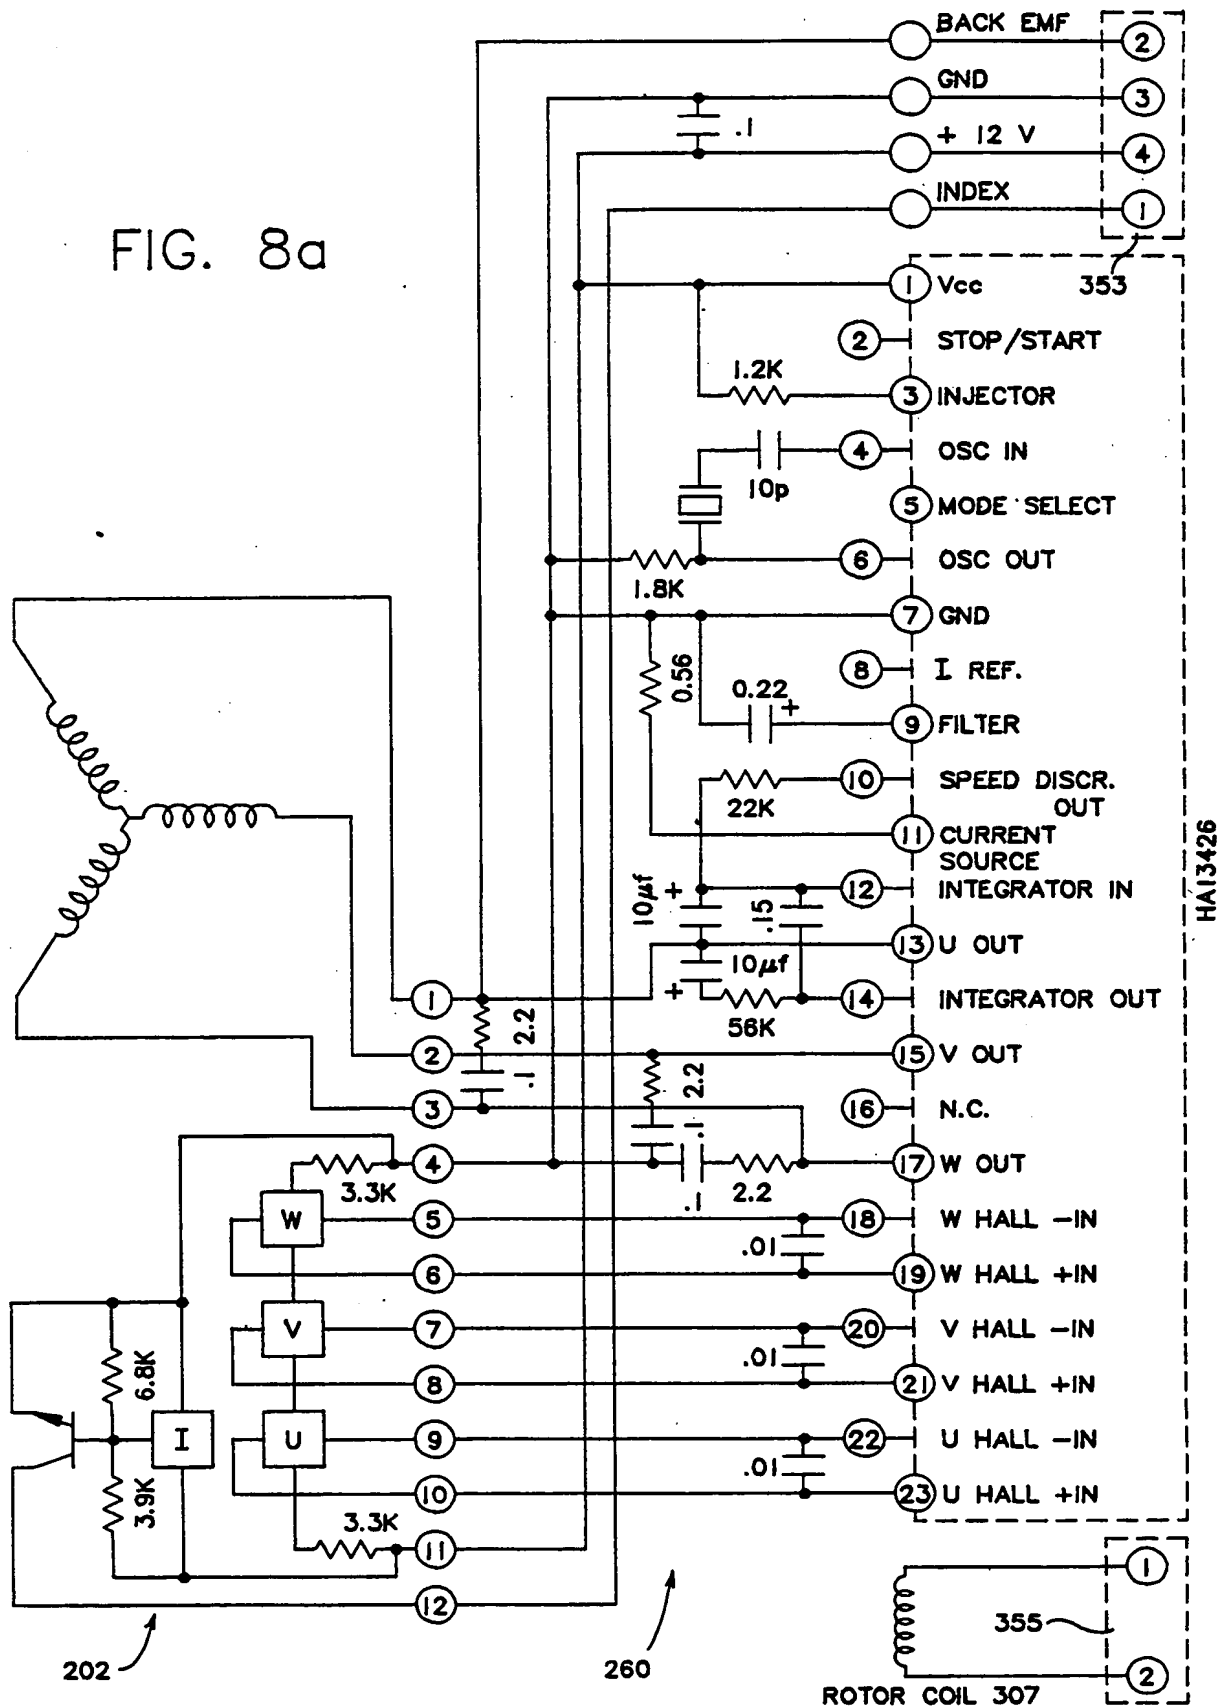 BACK EMF
2
GND
3
.1
+ 12 V
4
INDEX
1
FIG. 8a
353
1 Vcc
2 STOP/START
1.2K
3 INJECTOR
4 OSC IN
10p
5 MODE SELECT
6 OSC OUT
1.8K
7 GND
0.56
8 I REF.
0.22
+
9 FILTER
10 SPEED DISCR.
OUT
22K
11 CURRENT
SOURCE
HA13426
10µf
+
.15
12 INTEGRATOR IN
13 U OUT
10µf
+
1
14 INTEGRATOR OUT
56K
2.2
2
15 V OUT
.1
2.2
3
16 N.C.
.1
4
17 W OUT
3.3K
.1
2.2
W
5
18 W HALL -IN
.01
6
19 W HALL +IN
V
7
20 V HALL -IN
6.8K
.01
8
21 V HALL +IN
I
U
9
22 U HALL -IN
3.9K
.01
10
23 U HALL +IN
3.3K
11
1
12
355
202
260
2
ROTOR COIL 307